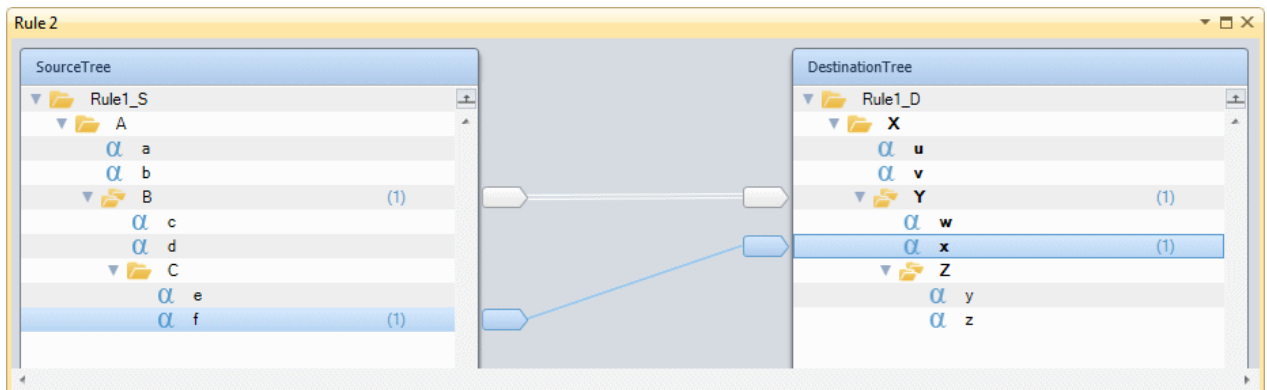 Rule 2
SourceTree
DestinationTree
Rule1_S
Rule1_D
A
X
α a
α u
α b
α v
B (1)
Y (1)
α c
α w
α d
α x (1)
C
Z
α e
α y
α f (1)
α z